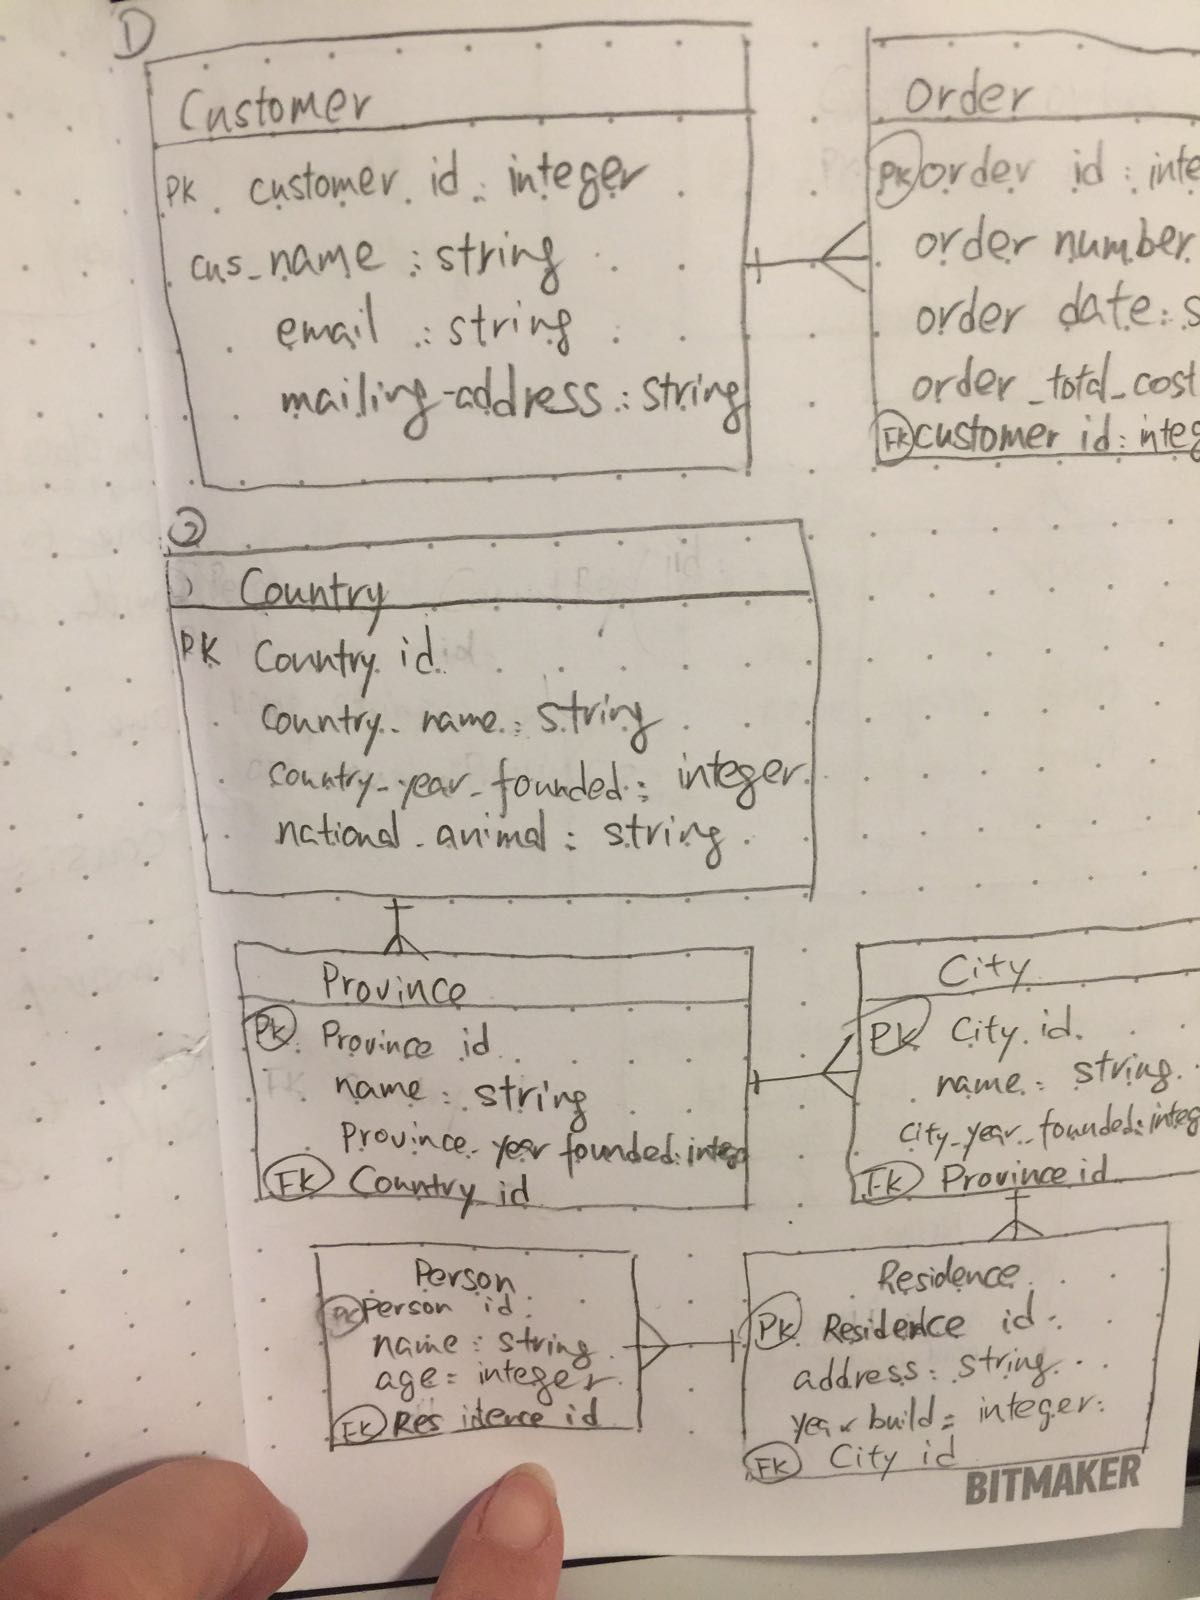 1
Customer
PK customer id : integer
cus_name : string
email : string
mailing-address : string
Order
PK order id : inte
order number
order date : s
order_total_cost
FK customer id : integ
2
Country
PK Country id
country_name : string
country_year_founded : integer
national_animal : string
Province
PK Province id
name : string
Province_year founded : integ
FK Country id
City
PK City id
name : string
city_year_founded : integ
FK Province id
Person
PK Person id
name : string
age : integer
FK Residence id
Residence
PK Residence id
address : string
year build : integer
FK City id
BITMAKER